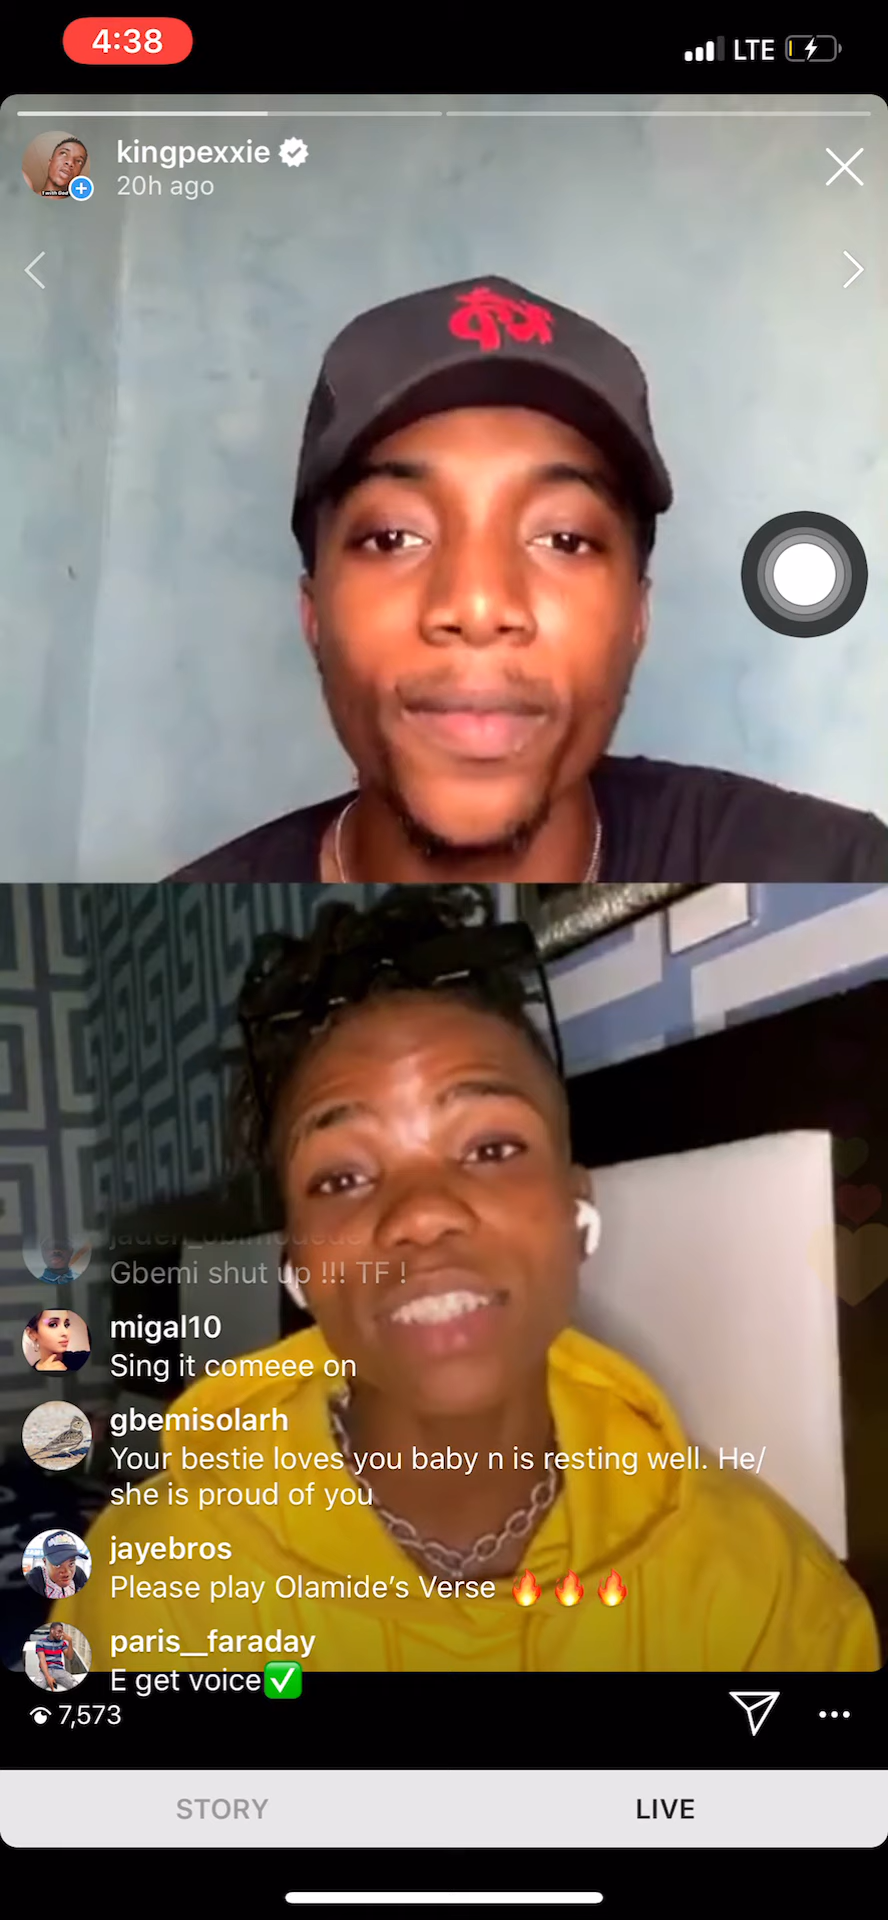 4:38
LTE
kingpexxie
20h ago
Gbemi shut up !!! TF !
migal10
Sing it comeee on
gbemisolarh
Your bestie loves you baby n is resting well. He/
she is proud of you
jayebros
Please play Olamide's Verse 🔥🔥🔥
paris__faraday
E get voice✅
7,573
STORY
LIVE